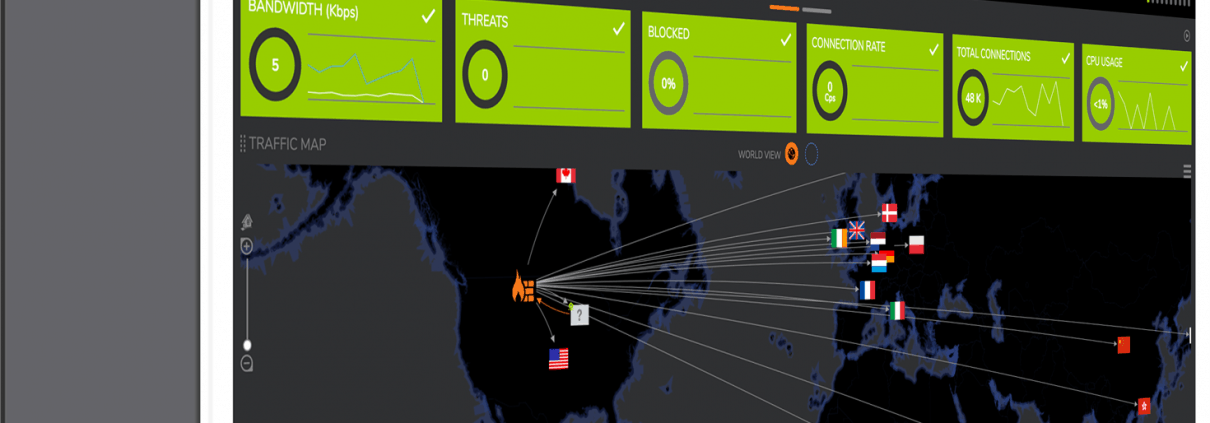 BANDWIDTH (Kbps)
5
THREATS
0
BLOCKED
0%
CONNECTION RATE
0
Cps
TOTAL CONNECTIONS
48 K
CPU USAGE
<1%
TRAFFIC MAP
WORLD VIEW
?